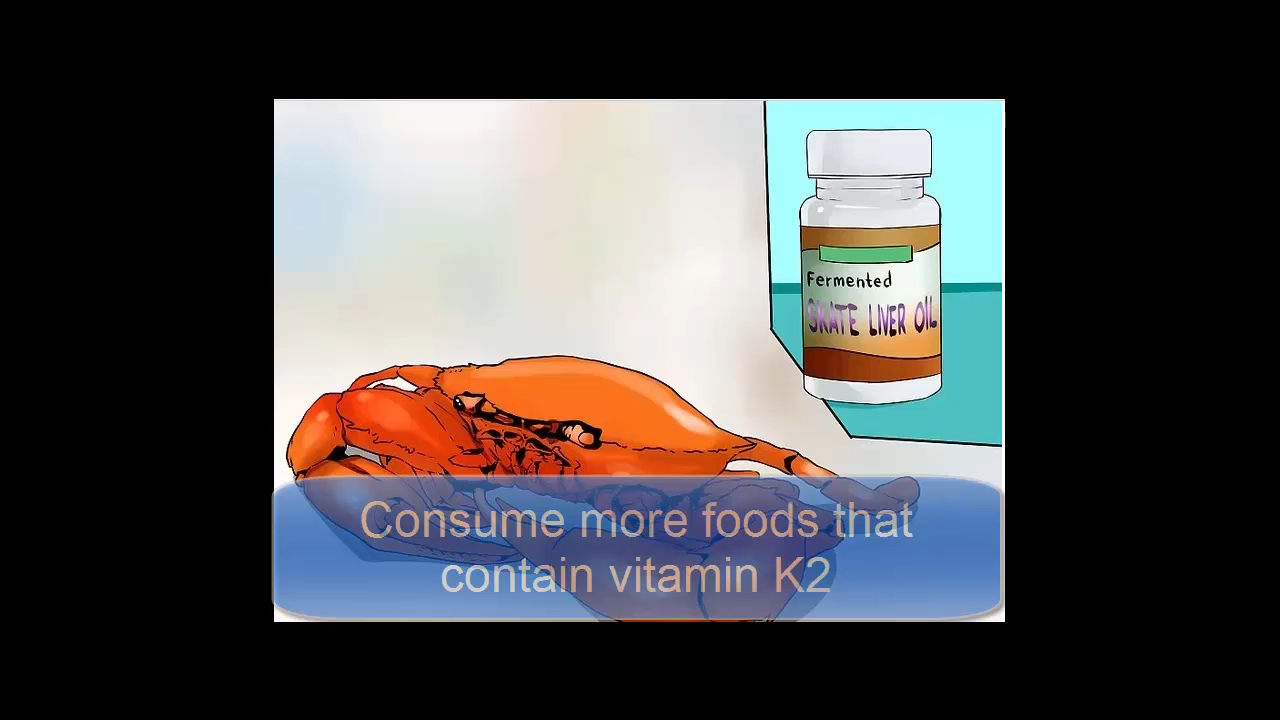 Fermented
SKATE LIVER OIL
Consume more foods that
contain vitamin K2